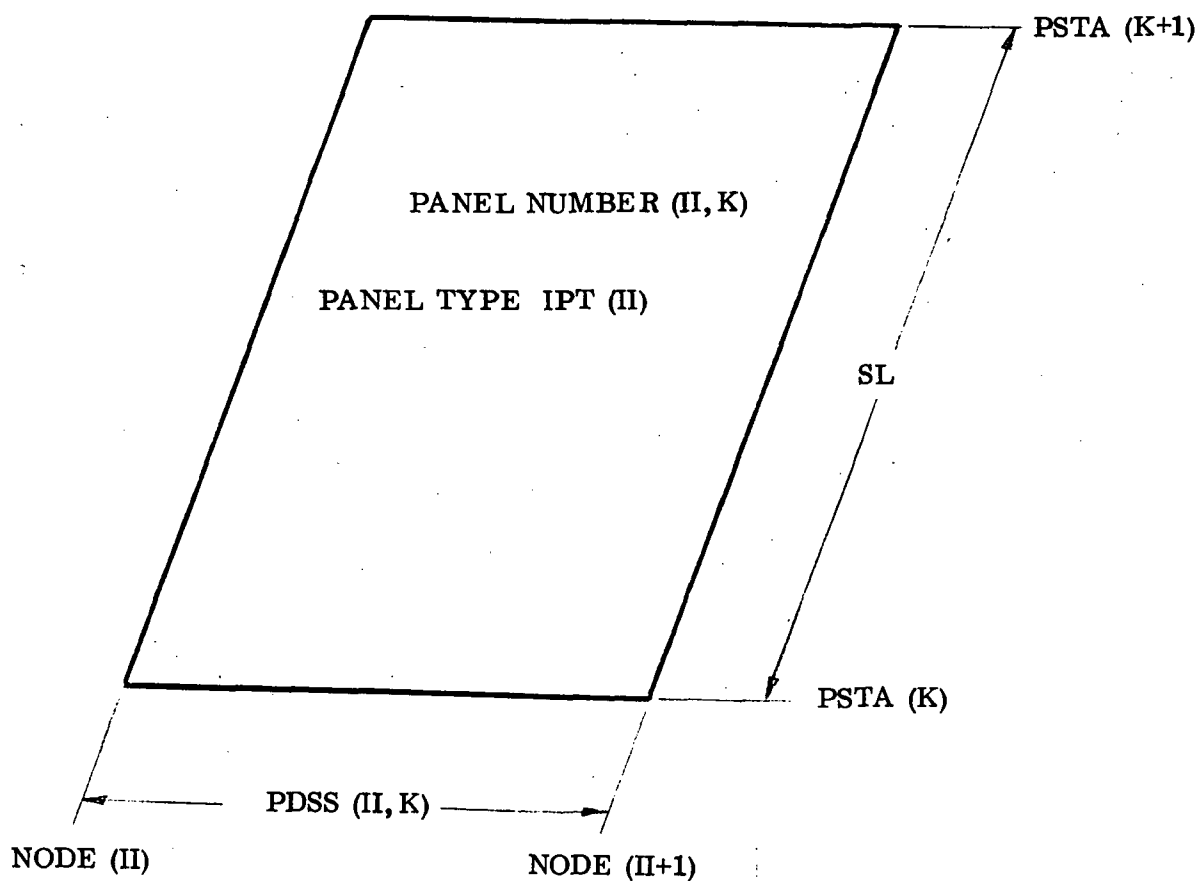 PSTA (K+1)
PANEL NUMBER (II, K)
PANEL TYPE IPT (II)
SL
PSTA (K)
PDSS (II, K)
NODE (II)
NODE (II+1)